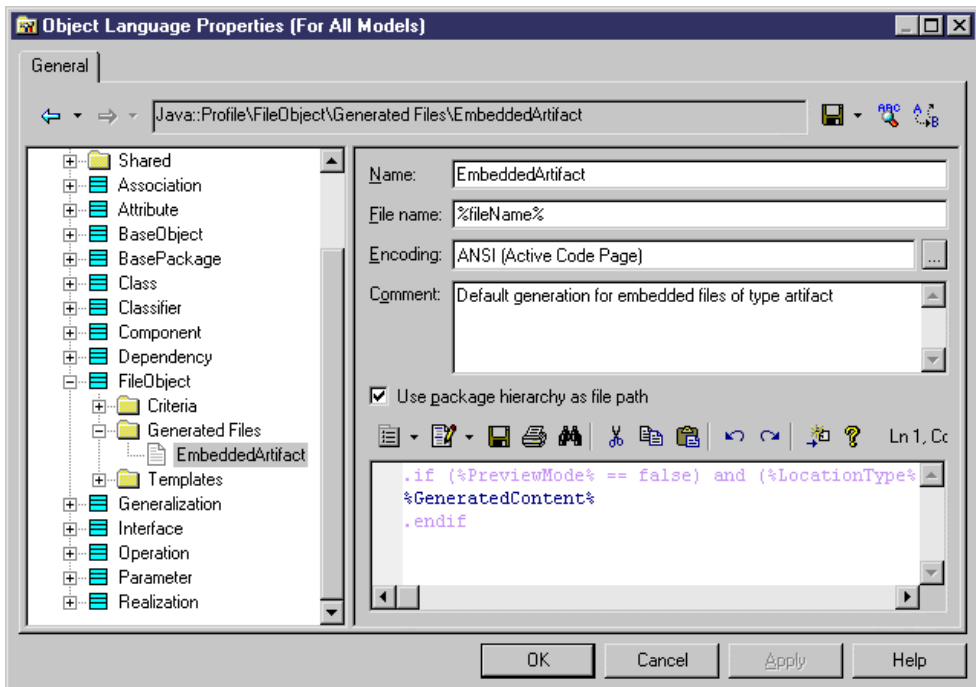 Object Language Properties (For All Models)
General
Java::Profile\FileObject\Generated Files\EmbeddedArtifact
Shared
Association
Attribute
BaseObject
BasePackage
Class
Classifier
Component
Dependency
FileObject
Criteria
Generated Files
EmbeddedArtifact
Templates
Generalization
Interface
Operation
Parameter
Realization
Name: EmbeddedArtifact
File name: %fileName%
Encoding: ANSI (Active Code Page)
...
Comment: Default generation for embedded files of type artifact
Use package hierarchy as file path
Ln 1, Cc
.if (%PreviewMode% == false) and (%LocationType%
%GeneratedContent%
.endif
OK Cancel Apply Help